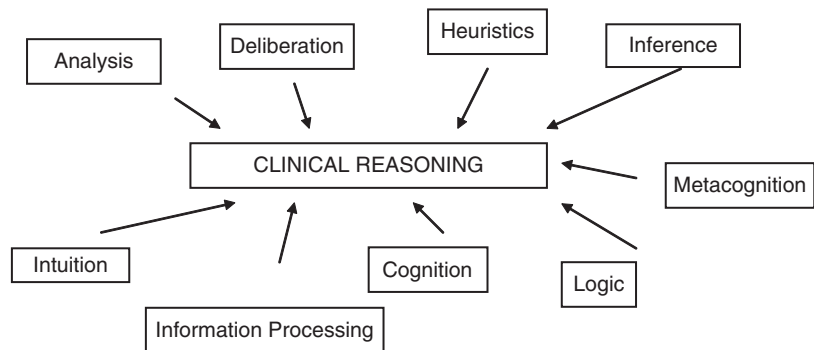 Analysis
Deliberation
Heuristics
Inference
CLINICAL REASONING
Metacognition
Intuition
Information Processing
Cognition
Logic